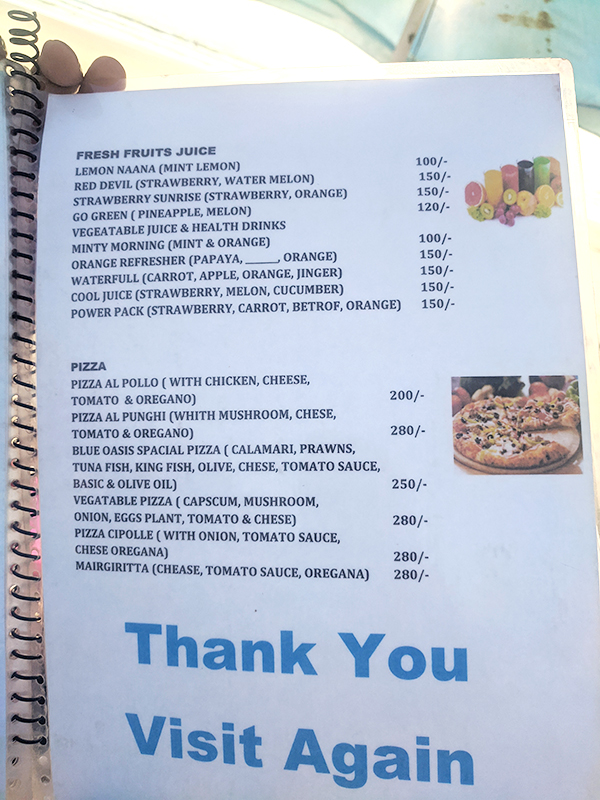 FRESH FRUITS JUICE
LEMON NAANA (MINT LEMON) 100/-
RED DEVIL (STRAWBERRY, WATER MELON) 150/-
STRAWBERRY SUNRISE (STRAWBERRY, ORANGE) 150/-
GO GREEN ( PINEAPPLE, MELON) 120/-
VEGEATABLE JUICE & HEALTH DRINKS
MINTY MORNING (MINT & ORANGE) 100/-
ORANGE REFRESHER (PAPAYA, ______, ORANGE) 150/-
WATERFULL (CARROT, APPLE, ORANGE, JINGER) 150/-
COOL JUICE (STRAWBERRY, MELON, CUCUMBER) 150/-
POWER PACK (STRAWBERRY, CARROT, BETROF, ORANGE) 150/-
PIZZA
PIZZA AL POLLO ( WITH CHICKEN, CHEESE,
TOMATO & OREGANO) 200/-
PIZZA AL PUNGHI (WHITH MUSHROOM, CHESE,
TOMATO & OREGANO) 280/-
BLUE OASIS SPACIAL PIZZA ( CALAMARI, PRAWNS,
TUNA FISH, KING FISH, OLIVE, CHESE, TOMATO SAUCE,
BASIC & OLIVE OIL) 250/-
VEGATABLE PIZZA ( CAPSCUM, MUSHROOM,
ONION, EGGS PLANT, TOMATO & CHESE) 280/-
PIZZA CIPOLLE ( WITH ONION, TOMATO SAUCE,
CHESE OREGANA) 280/-
MAIRGIRITTA (CHEASE, TOMATO SAUCE, OREGANA) 280/-
Thank You
Visit Again